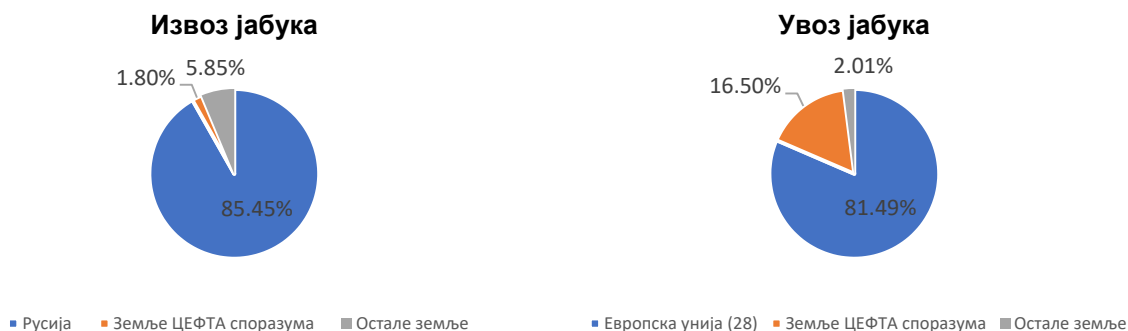 Извоз јабука
1.80%
5.85%
85.45%
Русија
Земље ЦЕФТА споразума
Остале земље
Увоз јабука
16.50%
2.01%
81.49%
Европска унија (28)
Земље ЦЕФТА споразума
Остале земље